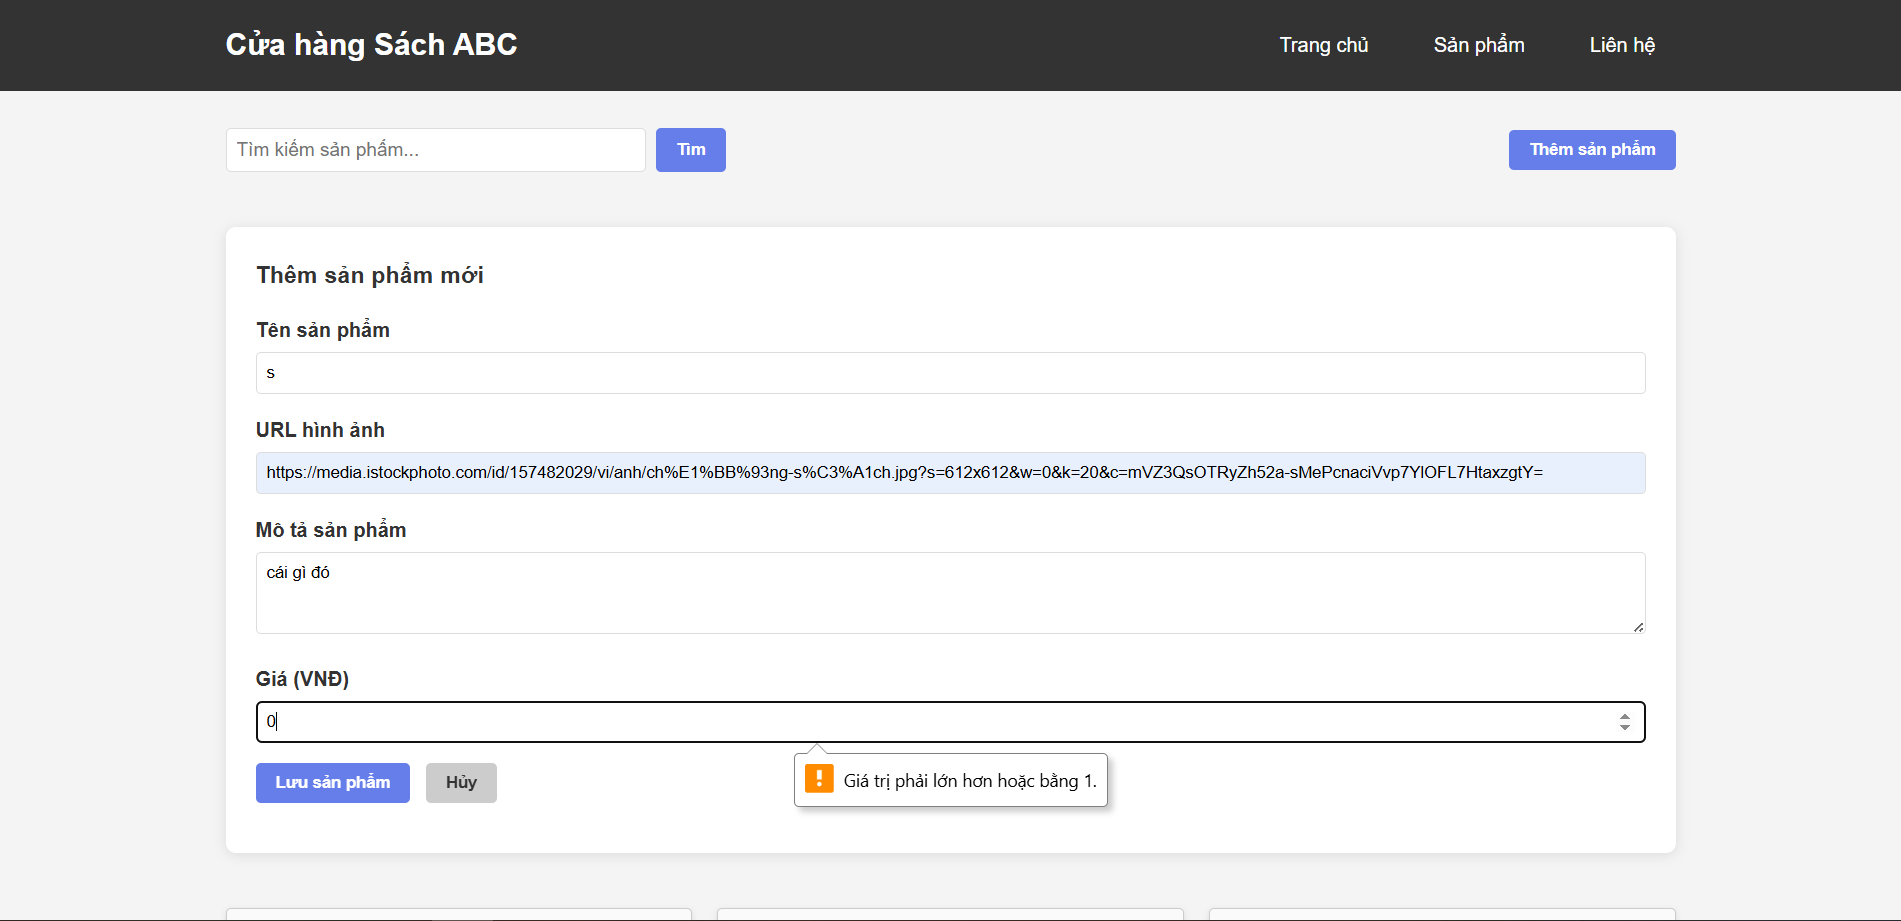 Cửa hàng Sách ABC
Trang chủ
Sản phẩm
Liên hệ
Tìm kiếm sản phẩm...
Tìm
Thêm sản phẩm
Thêm sản phẩm mới
Tên sản phẩm
s
URL hình ảnh
https://media.istockphoto.com/id/157482029/vi/anh/ch%E1%BB%93ng-s%C3%A1ch.jpg?s=612x612&w=0&k=20&c=mVZ3QsOTRyZh52a-sMePcnaciVvp7YlOFL7HtaxzgtY=
Mô tả sản phẩm
cái gì đó
Giá (VNĐ)
0
Giá trị phải lớn hơn hoặc bằng 1.
Lưu sản phẩm
Hủy